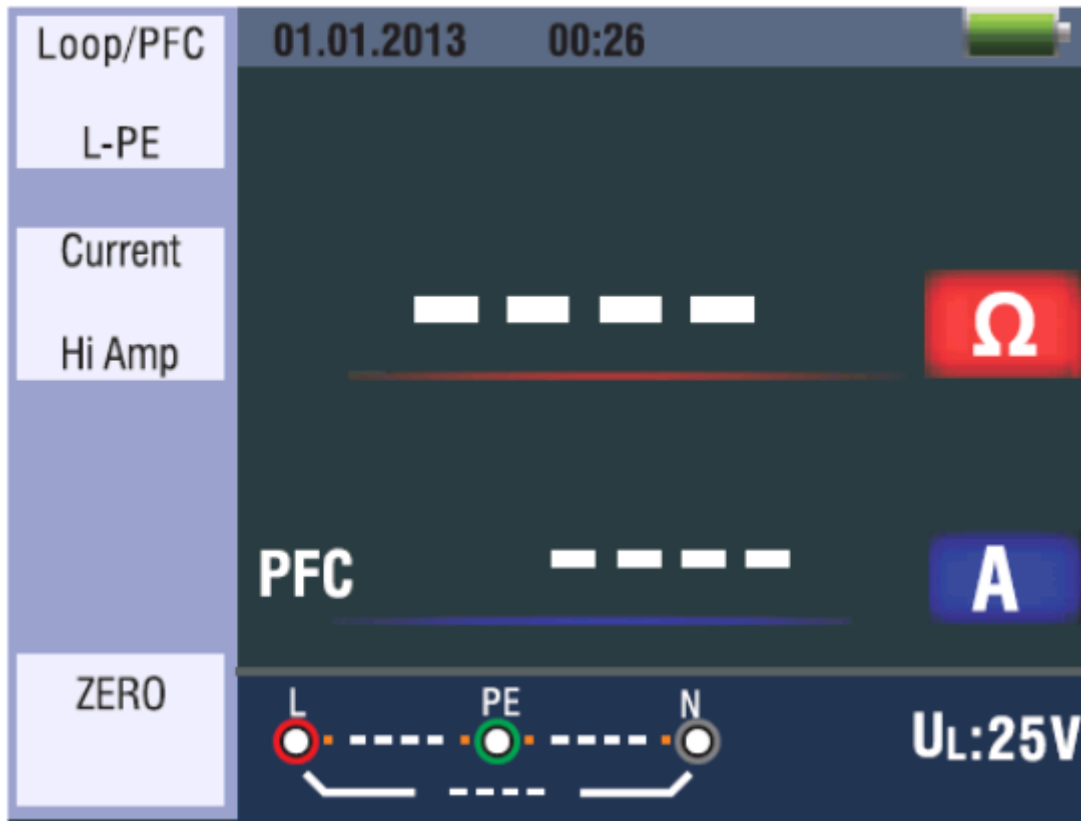 Loop/PFC
L-PE
Current
Hi Amp
ZERO
01.01.2013 00:26
---- Ω
PFC ---- A
L ---- PE ---- N
----
UL:25V